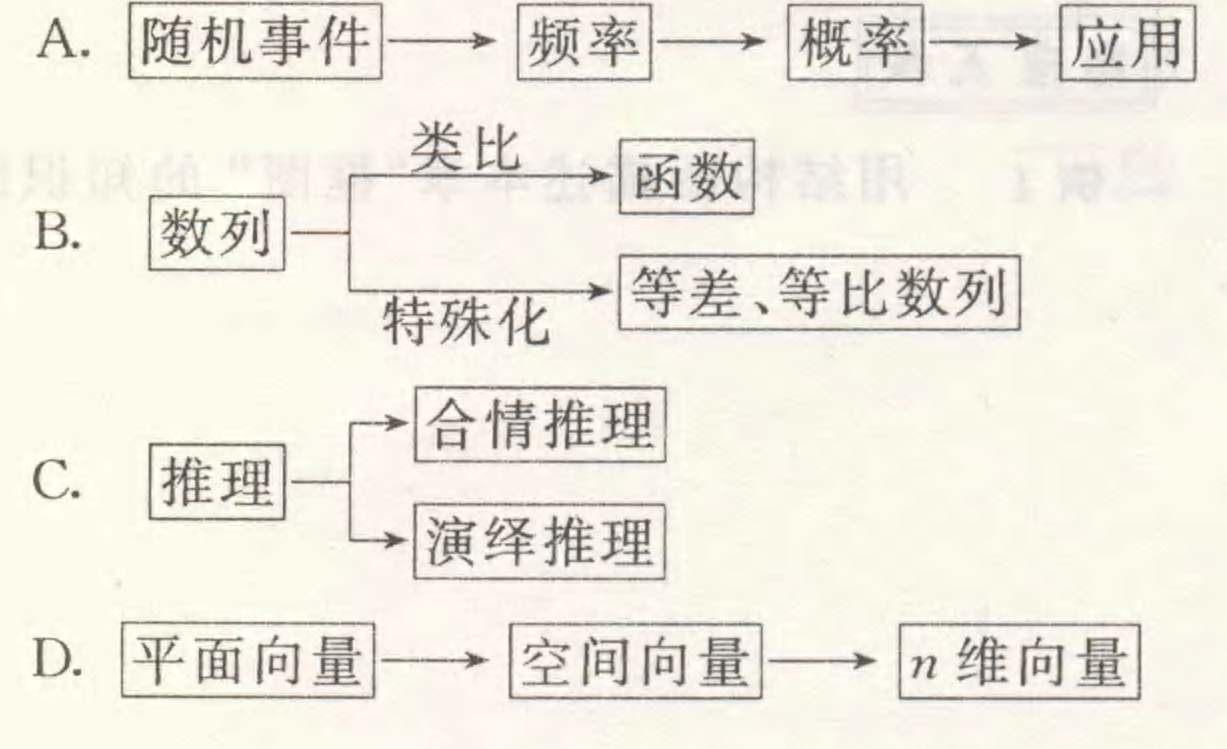 A. 随机事件 频率 概率 应用
B. 数列 类比 函数
特殊化 等差、等比数列
C. 推理 合情推理
演绎推理
D. 平面向量 空间向量 n 维向量